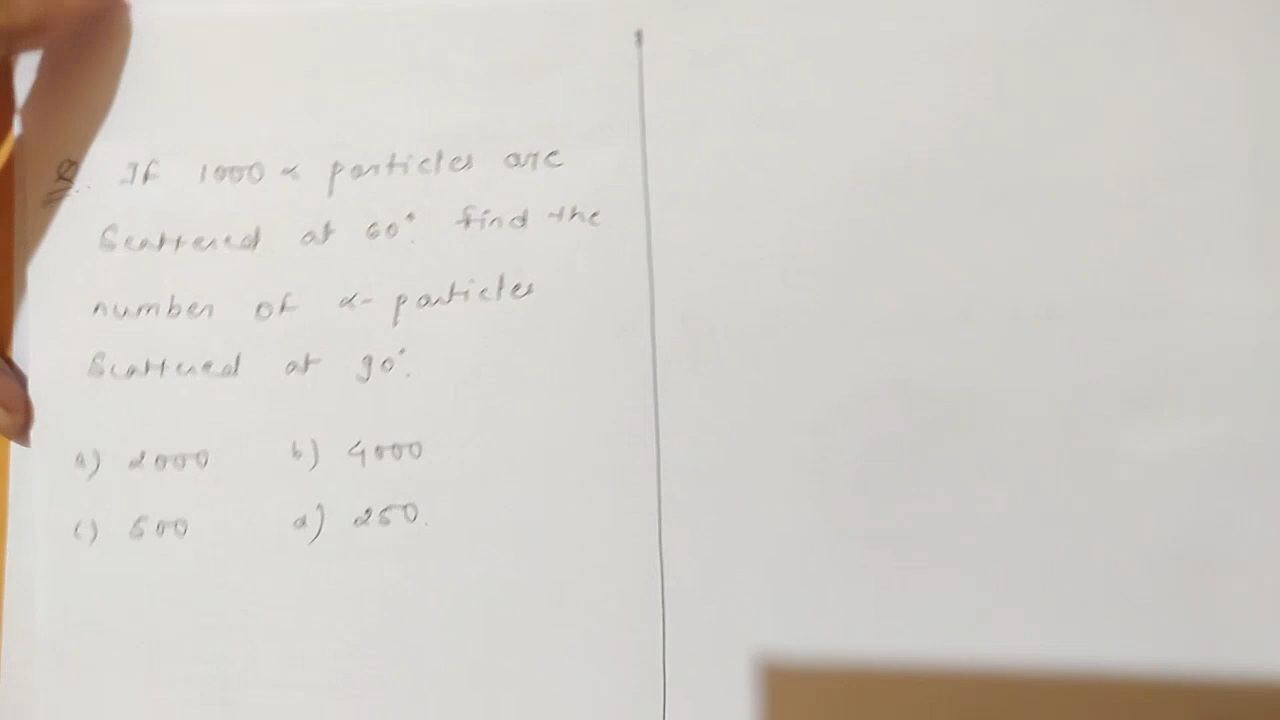 Q. If 1000 α particles are
Scattered at 60°. find the
number of α- particles
Scattered at 90°.
a) 2000 b) 4000
c) 500 d) 250.